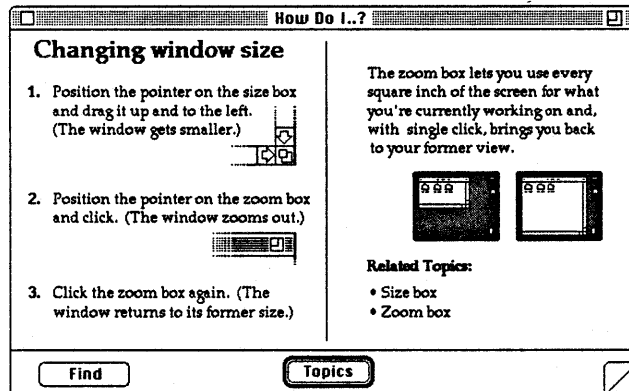 How Do I..?
Changing window size
1. Position the pointer on the size box
and drag it up and to the left.
(The window gets smaller.)
2. Position the pointer on the zoom box
and click. (The window zooms out.)
3. Click the zoom box again. (The
window returns to its former size.)
The zoom box lets you use every
square inch of the screen for what
you're currently working on and,
with single click, brings you back
to your former view.
Related Topics:
• Size box
• Zoom box
Find
Topics